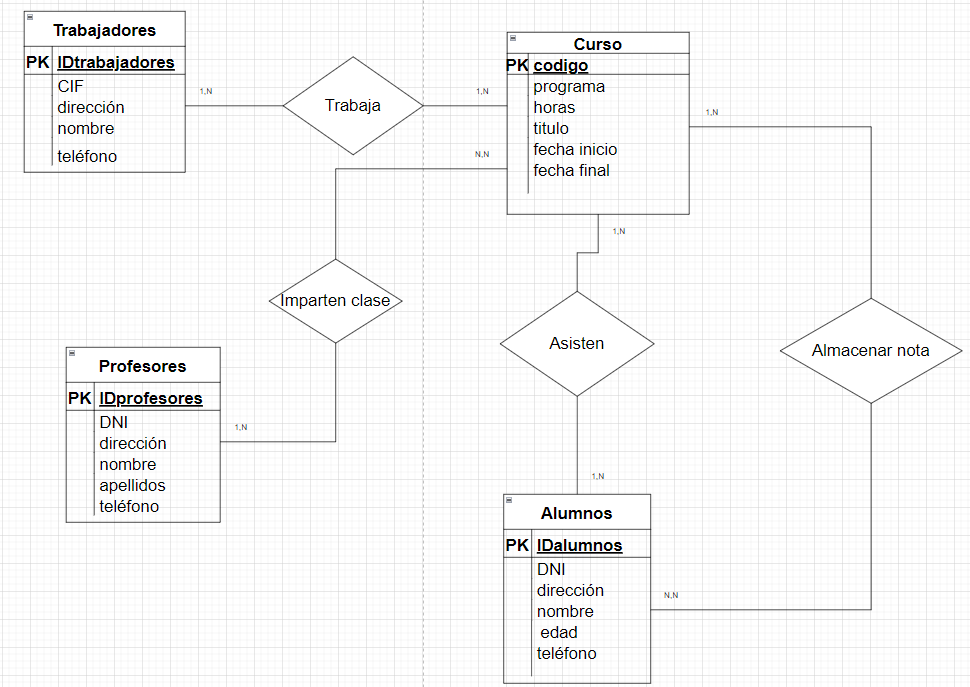 Trabajadores
PK IDtrabajadores
CIF
dirección
nombre
teléfono
1,N
Trabaja
1,N
Curso
PK codigo
programa
horas
titulo
fecha inicio
fecha final
1,N
N,N
1,N
Imparten clase
Asisten
Almacenar nota
Profesores
PK IDprofesores
DNI
dirección
nombre
apellidos
teléfono
1,N
1,N
Alumnos
PK IDalumnos
DNI
dirección
nombre
edad
teléfono
N,N